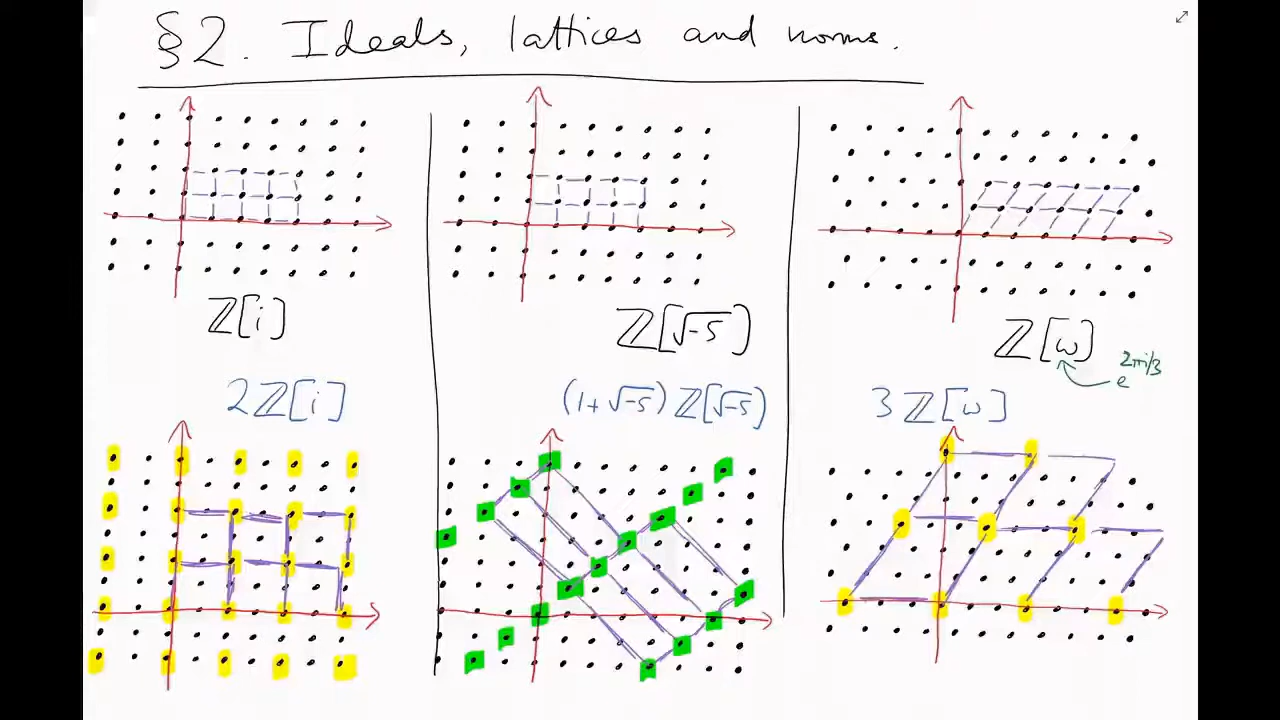 §2. Ideals, lattices and norms.
ℤ[i]
ℤ[√-5]
ℤ[ω]
e^{2πi/3}
2ℤ[i]
(1+√-5)ℤ[√-5]
3ℤ[ω]